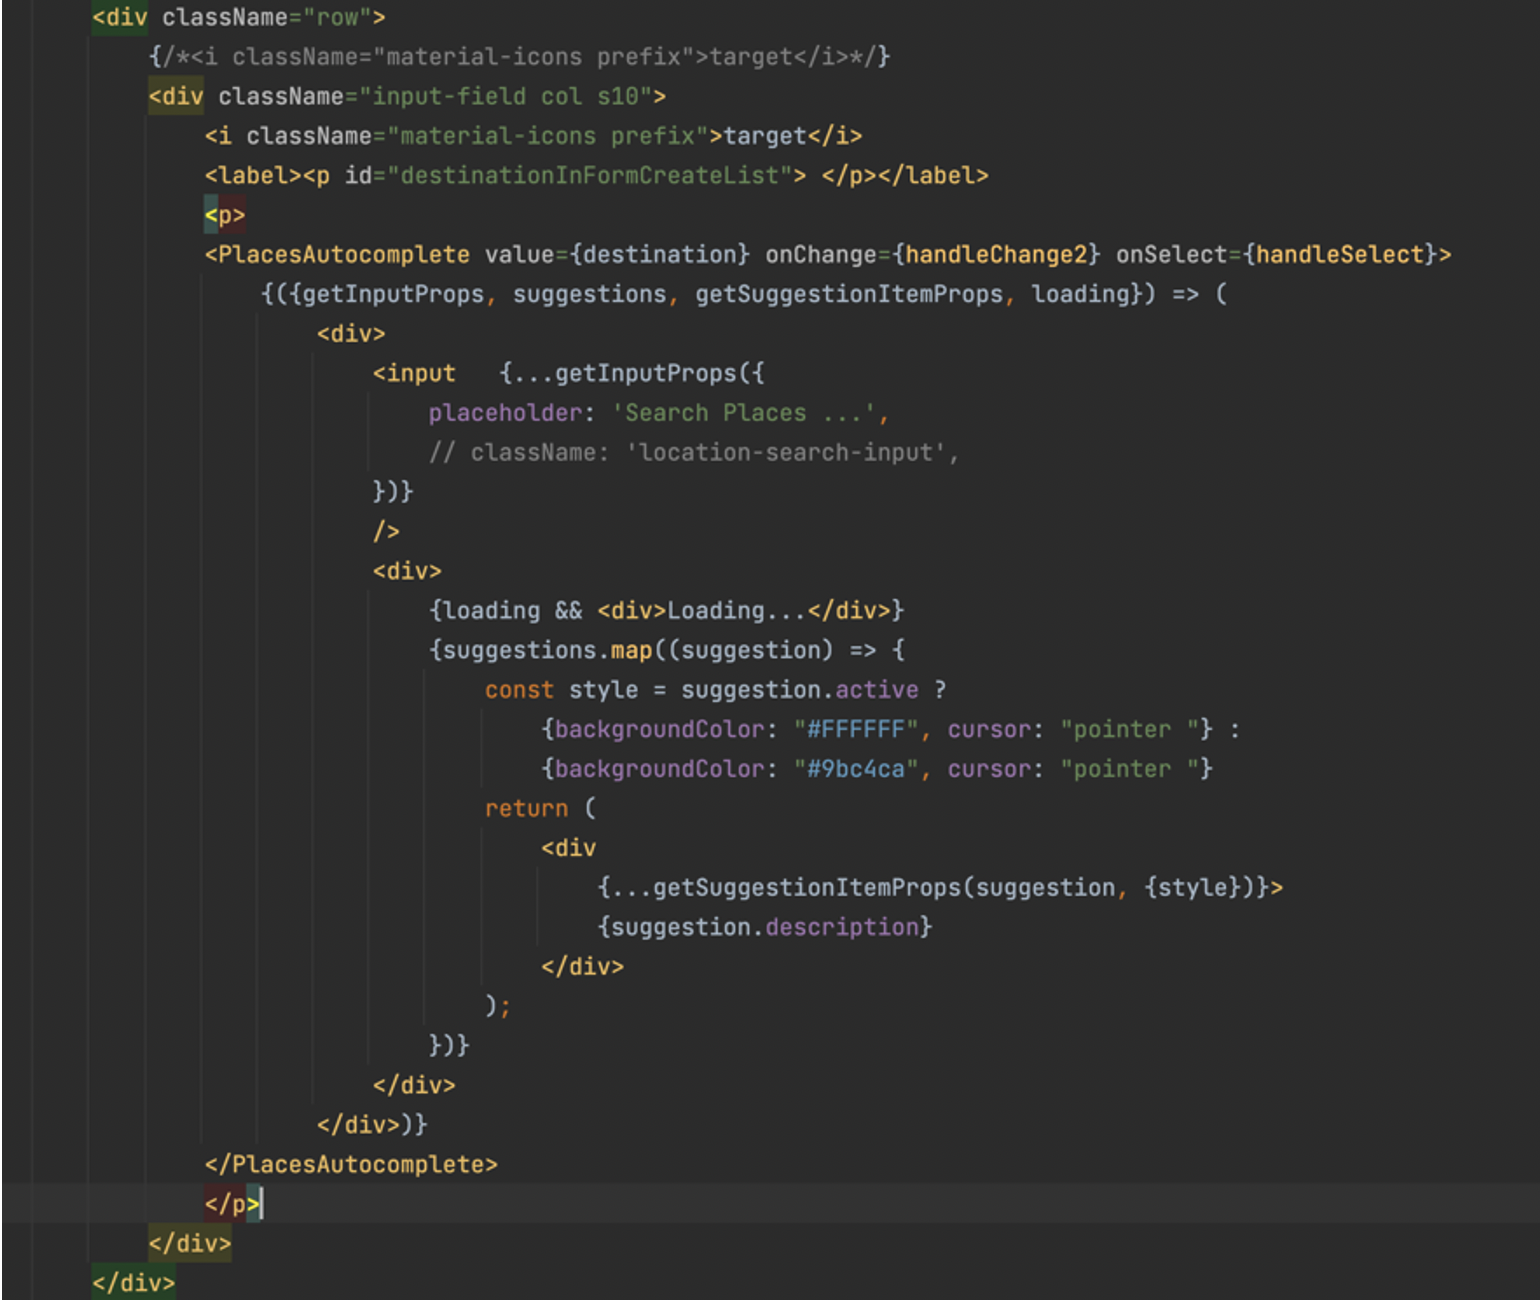 <div className="row">
{/*<i className="material-icons prefix">target</i>*/}
<div className="input-field col s10">
<i className="material-icons prefix">target</i>
<label><p id="destinationInFormCreateList"> </p></label>
<p>
<PlacesAutocomplete value={destination} onChange={handleChange2} onSelect={handleSelect}>
{({getInputProps, suggestions, getSuggestionItemProps, loading}) => (
<div>
<input   {...getInputProps({
placeholder: 'Search Places ...',
// className: 'location-search-input',
})}
/>
<div>
{loading && <div>Loading...</div>}
{suggestions.map((suggestion) => {
const style = suggestion.active ?
{backgroundColor: "#FFFFFF", cursor: "pointer "} :
{backgroundColor: "#9bc4ca", cursor: "pointer "}
return (
<div
{...getSuggestionItemProps(suggestion, {style})}>
{suggestion.description}
</div>
);
})}
</div>
</div>)}
</PlacesAutocomplete>
</p>
</div>
</div>